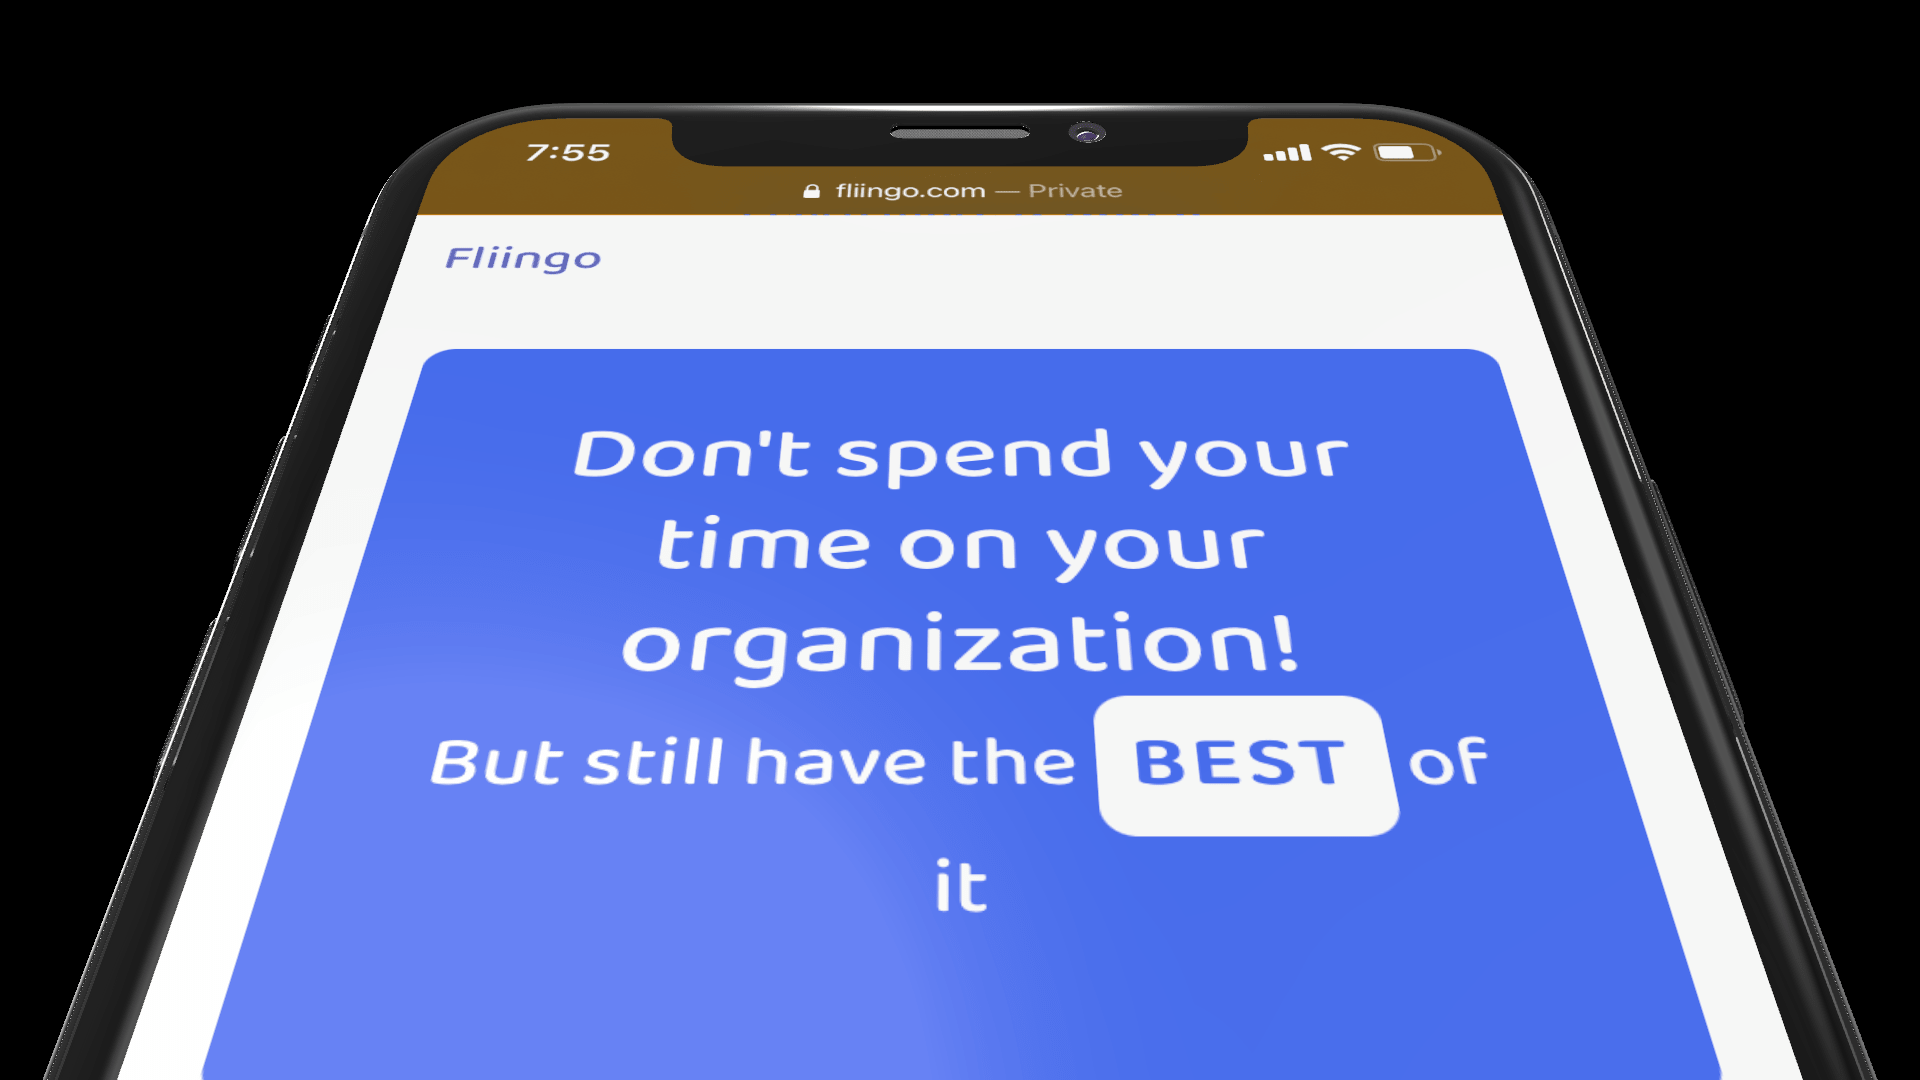 7:55
fliingo.com — Private
Fliingo
Don't spend your
time on your
organization!
But still have the BEST of
it